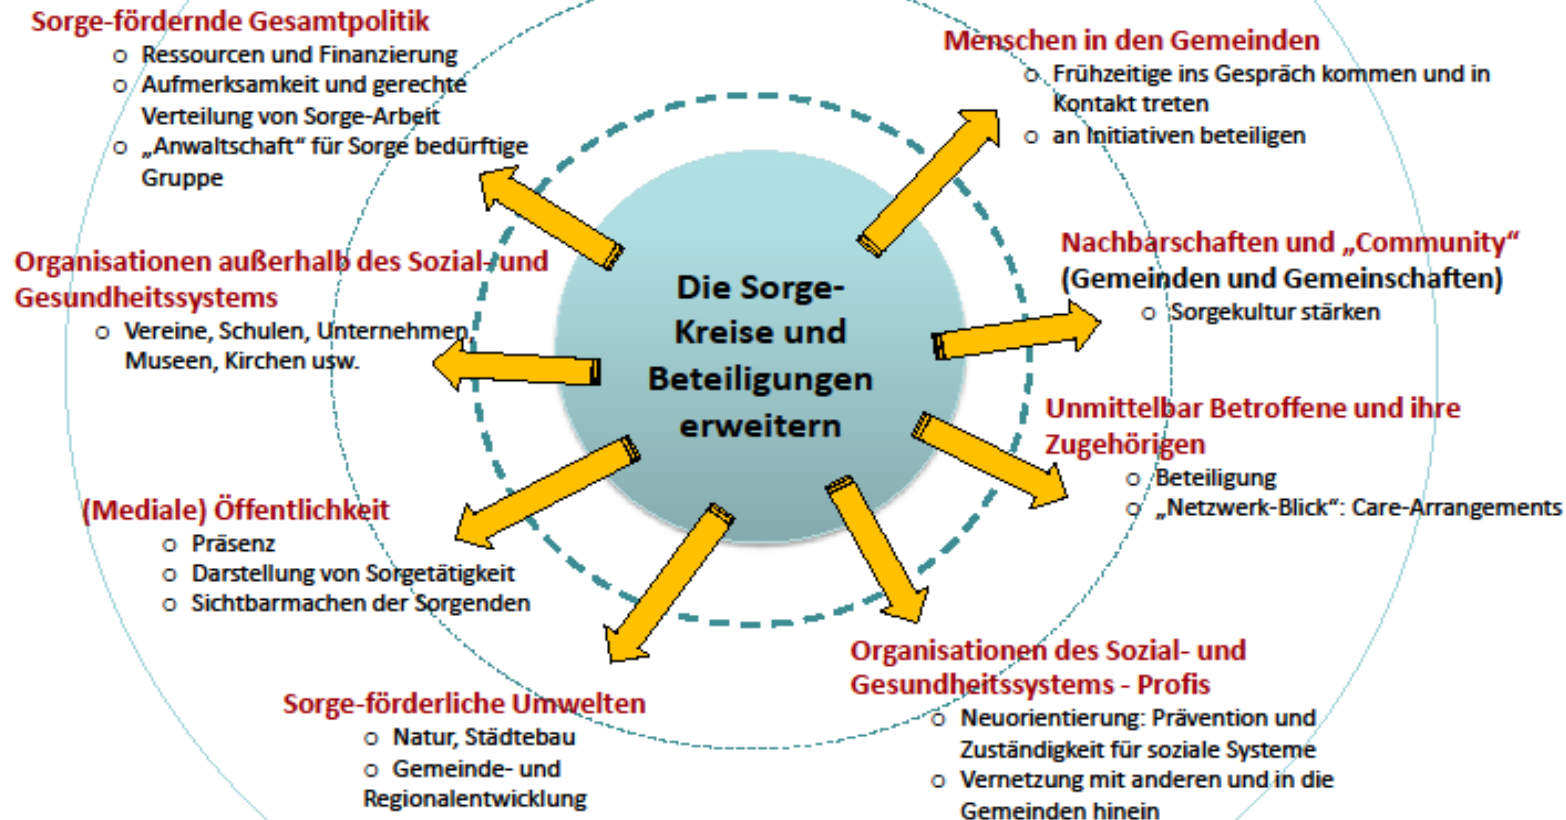 Sorge-fördernde Gesamtpolitik
o Ressourcen und Finanzierung
o Aufmerksamkeit und gerechte
Verteilung von Sorge-Arbeit
o „Anwaltschaft“ für Sorge bedürftige
Gruppe
Menschen in den Gemeinden
o Frühzeitige ins Gespräch kommen und in
Kontakt treten
o an Initiativen beteiligen
Organisationen außerhalb des Sozial- und
Gesundheitssystems
o Vereine, Schulen, Unternehmen,
Museen, Kirchen usw.
Die Sorge-
Kreise und
Beteiligungen
erweitern
Nachbarschaften und „Community“
(Gemeinden und Gemeinschaften)
o Sorgekultur stärken
Unmittelbar Betroffene und ihre
Zugehörigen
o Beteiligung
o „Netzwerk-Blick“: Care-Arrangements
(Mediale) Öffentlichkeit
o Präsenz
o Darstellung von Sorgetätigkeit
o Sichtbarmachen der Sorgenden
Sorge-förderliche Umwelten
o Natur, Städtebau
o Gemeinde- und
Regionalentwicklung
Organisationen des Sozial- und
Gesundheitssystems - Profis
o Neuorientierung: Prävention und
Zuständigkeit für soziale Systeme
o Vernetzung mit anderen und in die
Gemeinden hinein